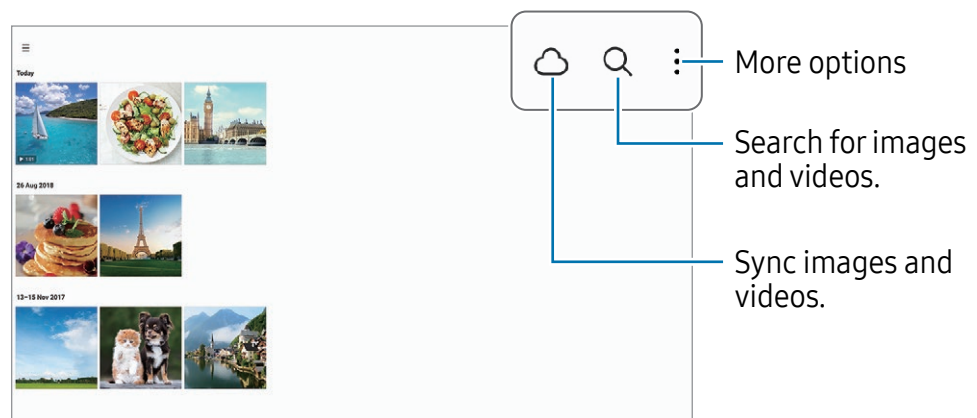 More options
Today
Search for images
and videos.
26 Aug 2018
Sync images and
videos.
13–15 Nov 2017